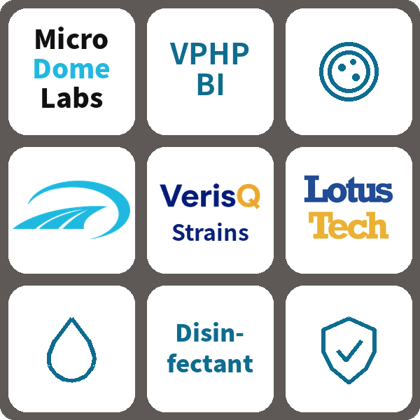 Micro
Dome
Labs
VPHP
BI
VerisQ
Strains
Lotus
Tech
Disin-
fectant